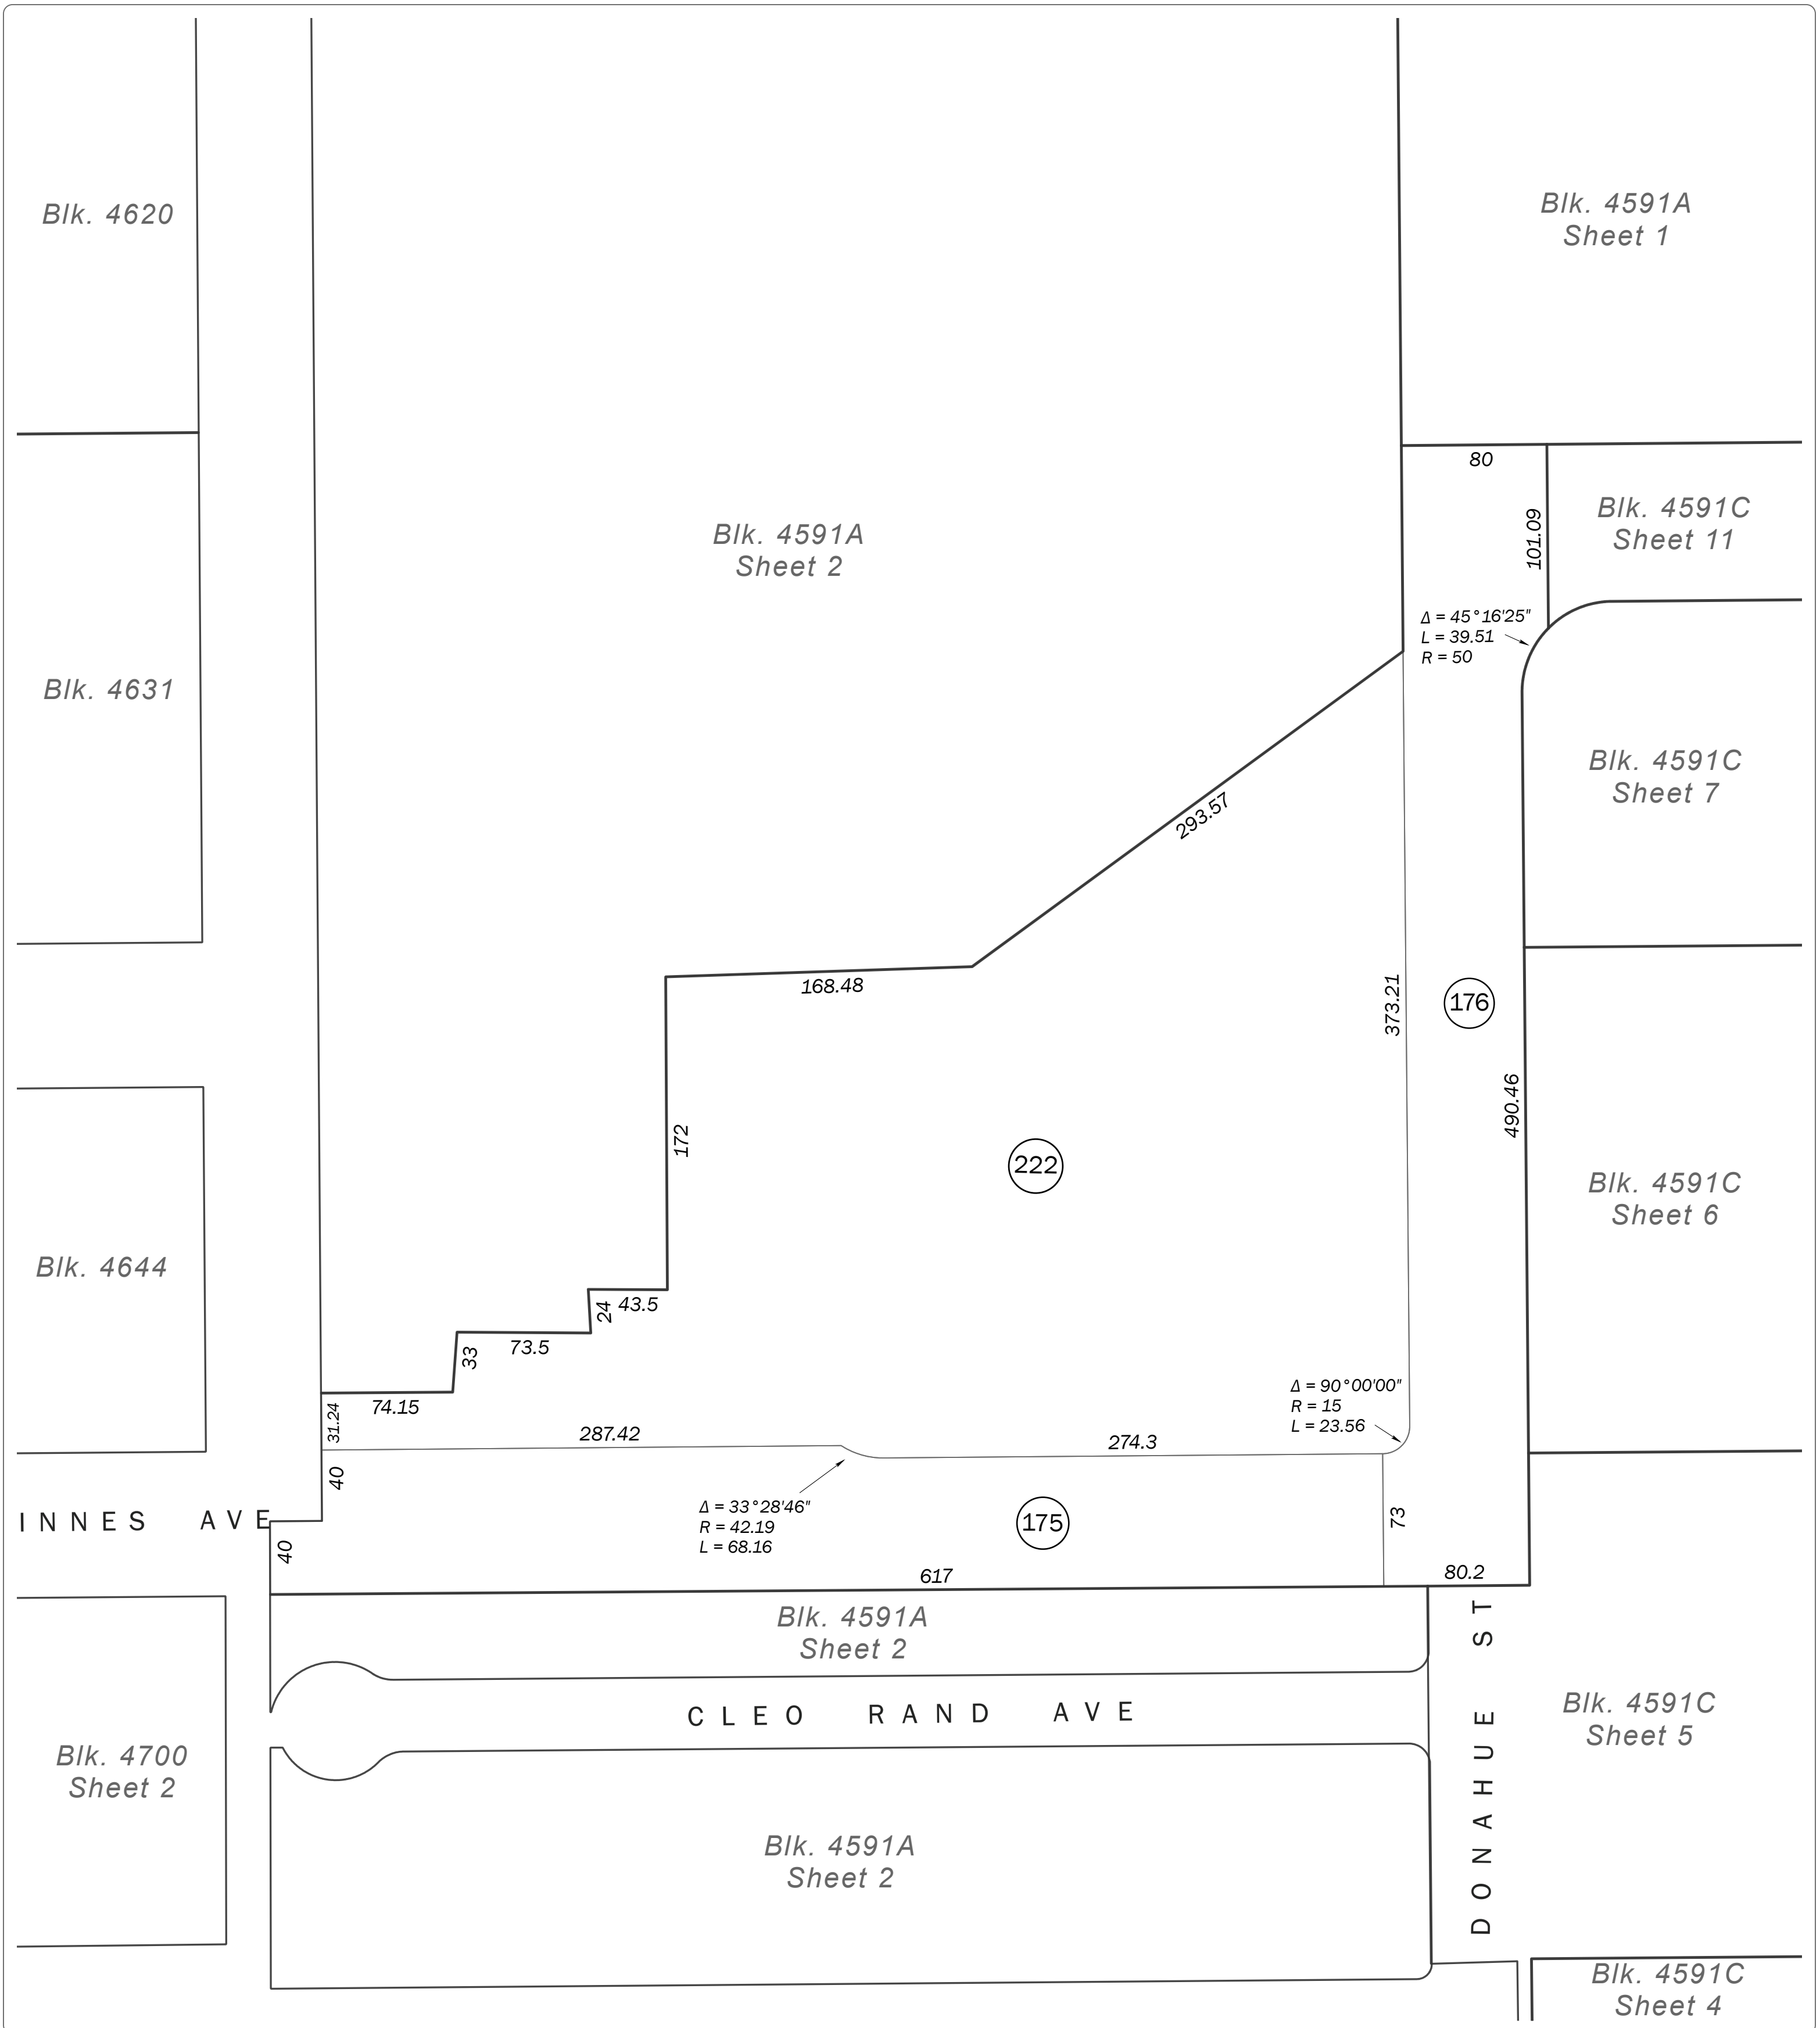 Blk. 4620
Blk. 4591A
Sheet 1
80
Blk. 4591C
Sheet 11
101.09
Blk. 4591A
Sheet 2
Δ = 45°16'25"
L = 39.51
R = 50
Blk. 4631
Blk. 4591C
Sheet 7
293.57
168.48
373.21
176
490.46
172
222
Blk. 4591C
Sheet 6
Blk. 4644
24
43.5
33
73.5
74.15
31.24
287.42
274.3
Δ = 90°00'00"
R = 15
L = 23.56
40
Δ = 33°28'46"
R = 42.19
L = 68.16
175
73
INNES AVE
40
617
80.2
Blk. 4591A
Sheet 2
CLEO RAND AVE
DONAHUE ST
Blk. 4591C
Sheet 5
Blk. 4700
Sheet 2
Blk. 4591A
Sheet 2
Blk. 4591C
Sheet 4